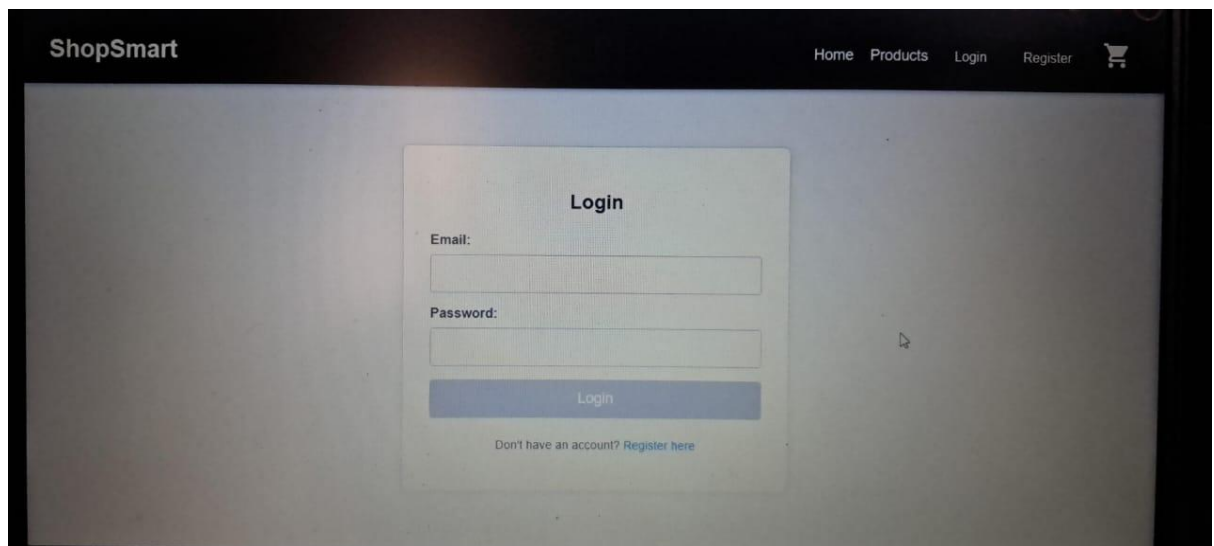 ShopSmart
Home Products Login Register
Login
Email:
Password:
Login
Don't have an account? Register here